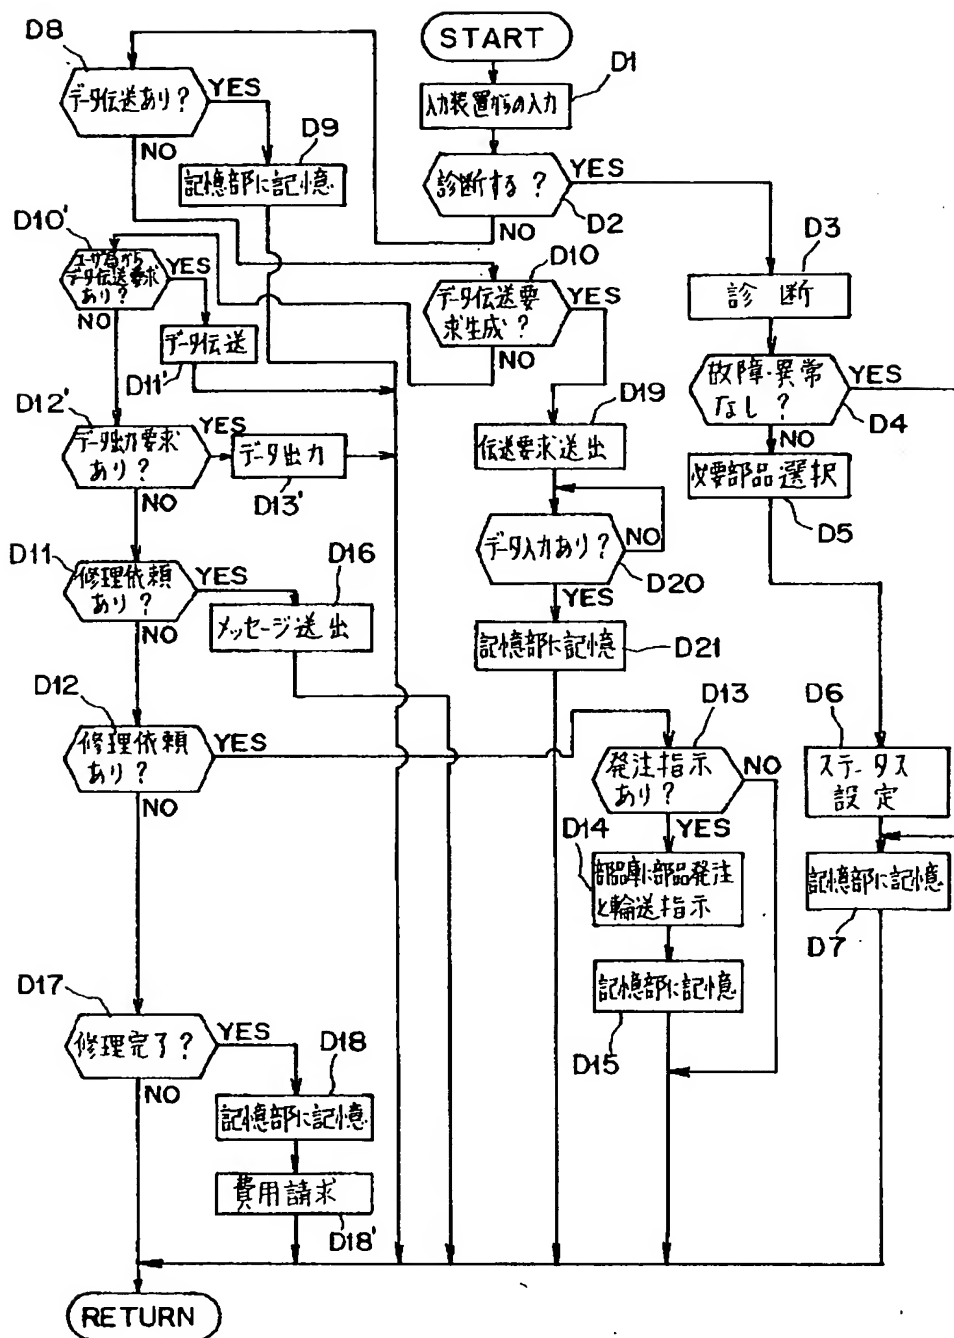 START
D1
入力装置からの入力
診断する?
YES
D2
NO
D3
診断
故障・異常
なし?
YES
D4
NO
必要部品選択
D5
D6
ステータス
設定
記憶部に記憶
D7
D8
データ伝送あり?
YES
NO
D9
記憶部に記憶
D10
データ伝送要
求生成?
YES
NO
D19
伝送要求送出
データ入力あり?
NO
D20
YES
記憶部に記憶
D21
D10'
ユーザ局から
データ伝送要求
あり?
YES
NO
データ伝送
D11'
D12'
データ出力要求
あり?
YES
データ出力
D13'
NO
D11
修理依頼
あり?
YES
D16
メッセージ送出
NO
D12
修理依頼
あり?
YES
NO
D13
発注指示
あり?
NO
YES
D14
部品庫に部品発注
と輸送指示
記憶部に記憶
D15
D17
修理完了?
YES
NO
D18
記憶部に記憶
費用請求
D18'
RETURN